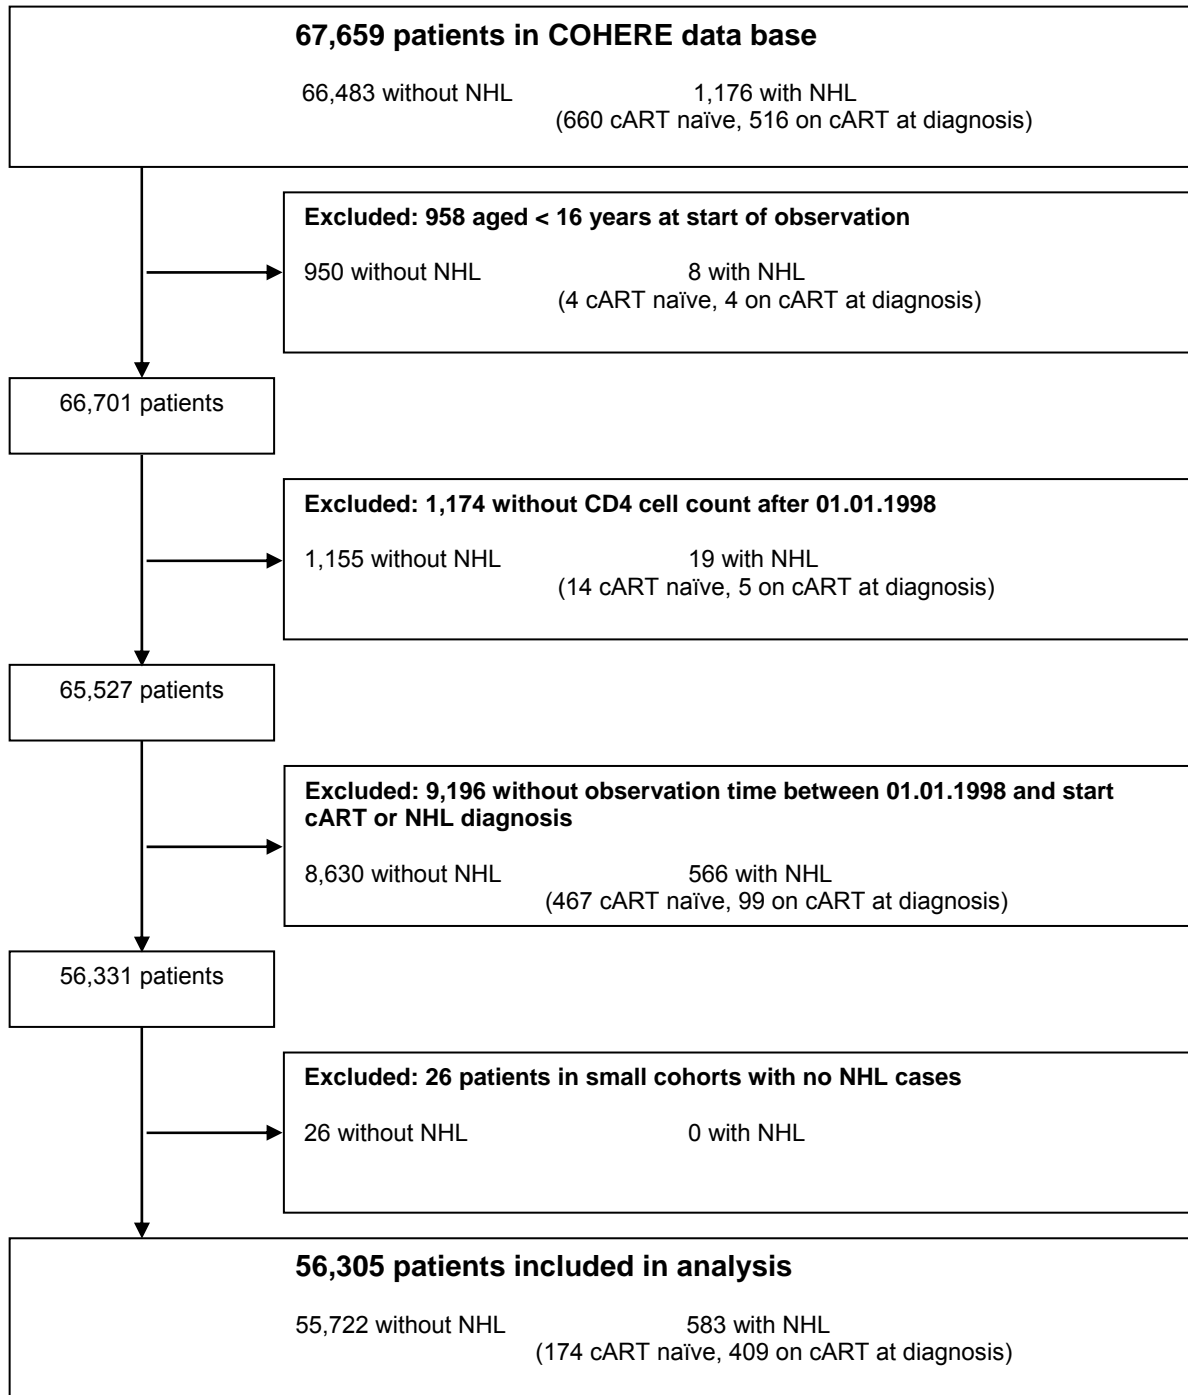 67,659 patients in COHERE data base
66,483 without NHL 1,176 with NHL
(660 cART naïve, 516 on cART at diagnosis)
Excluded: 958 aged < 16 years at start of observation
950 without NHL 8 with NHL
(4 cART naïve, 4 on cART at diagnosis)
66,701 patients
Excluded: 1,174 without CD4 cell count after 01.01.1998
1,155 without NHL 19 with NHL
(14 cART naïve, 5 on cART at diagnosis)
65,527 patients
Excluded: 9,196 without observation time between 01.01.1998 and start
cART or NHL diagnosis
8,630 without NHL 566 with NHL
(467 cART naïve, 99 on cART at diagnosis)
56,331 patients
Excluded: 26 patients in small cohorts with no NHL cases
26 without NHL 0 with NHL
56,305 patients included in analysis
55,722 without NHL 583 with NHL
(174 cART naïve, 409 on cART at diagnosis)